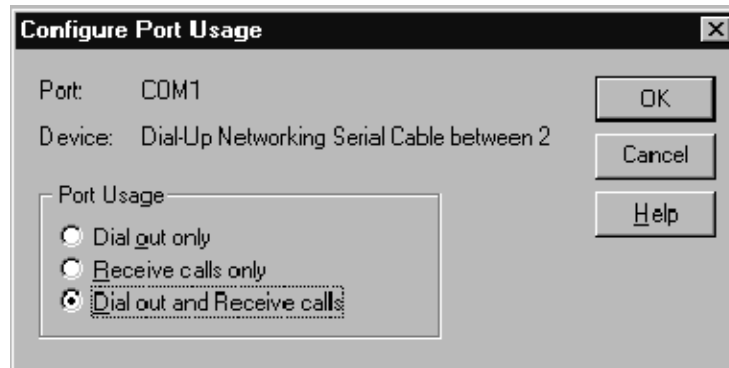 Configure Port Usage
Port: COM1
Device: Dial-Up Networking Serial Cable between 2
OK
Cancel
Help
Port Usage
Dial out only
Receive calls only
Dial out and Receive calls